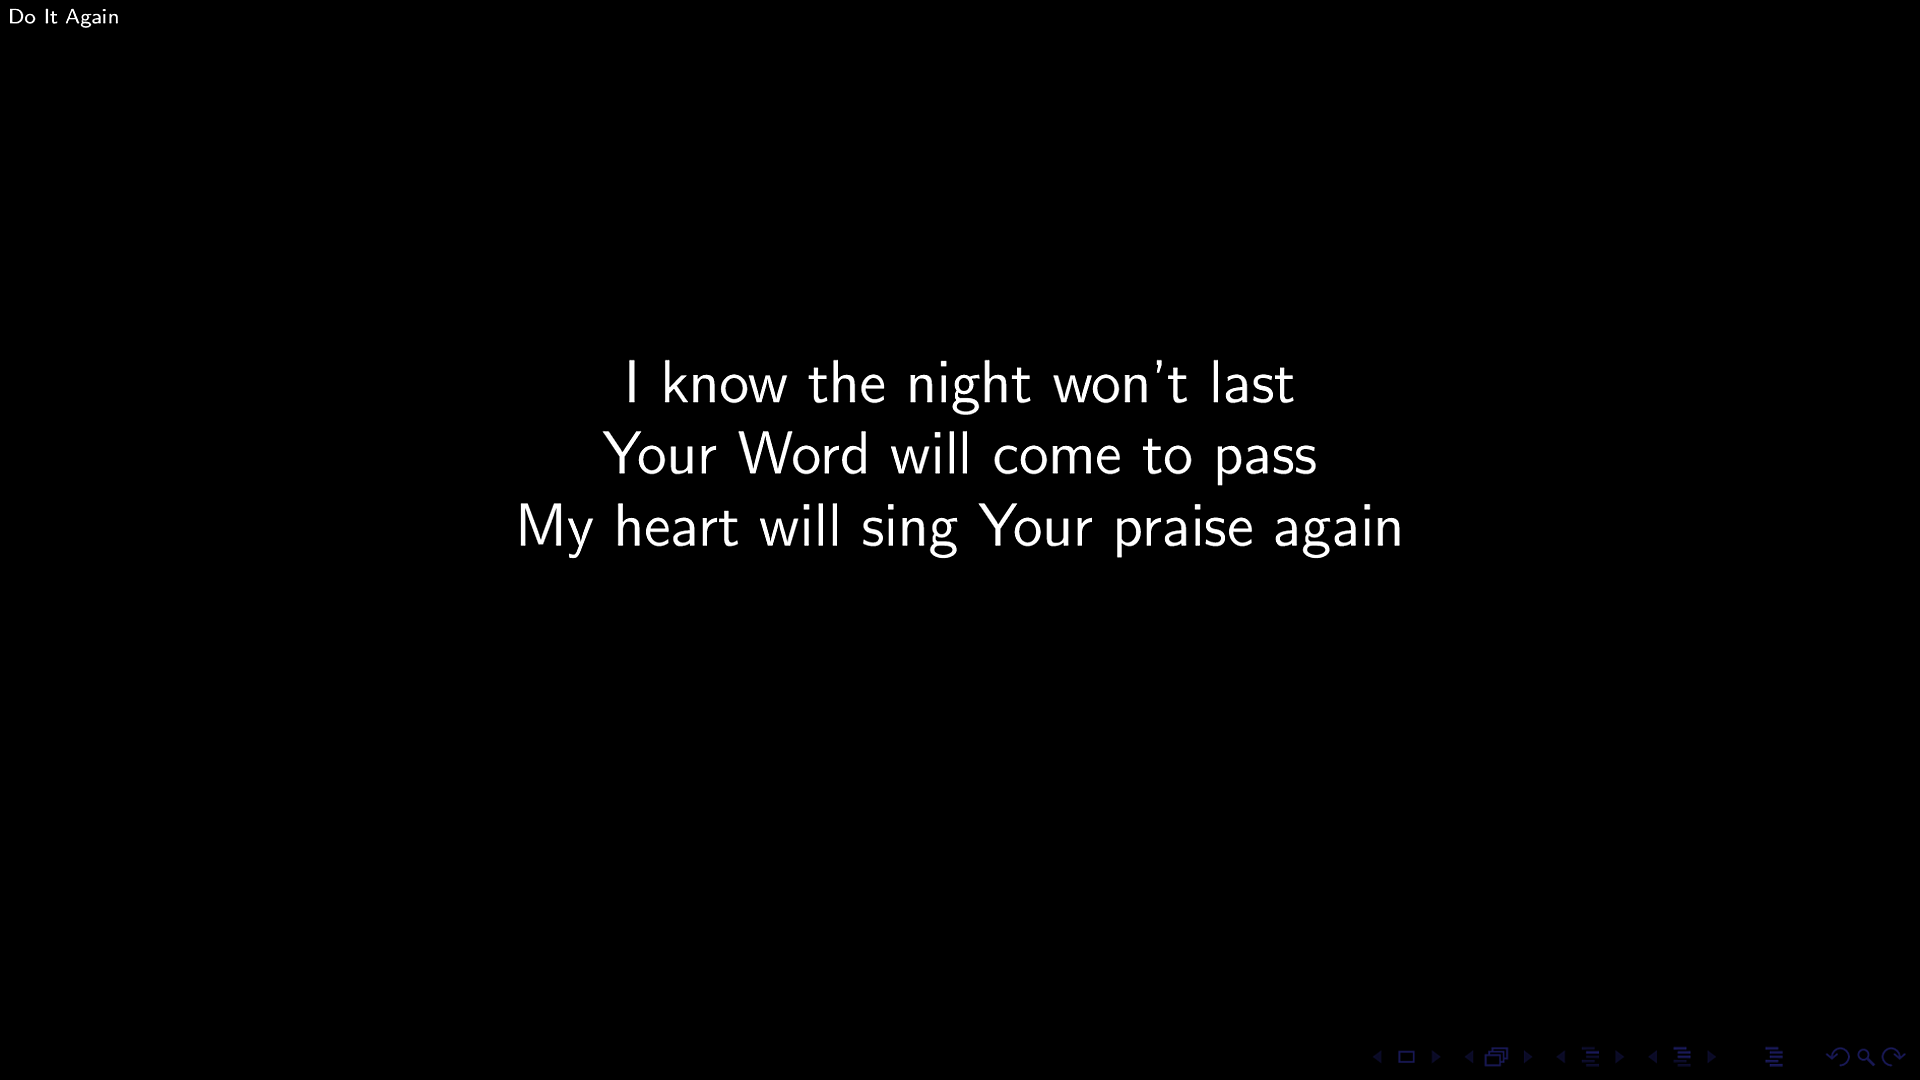 Do It Again
I know the night won't last
Your Word will come to pass
My heart will sing Your praise again